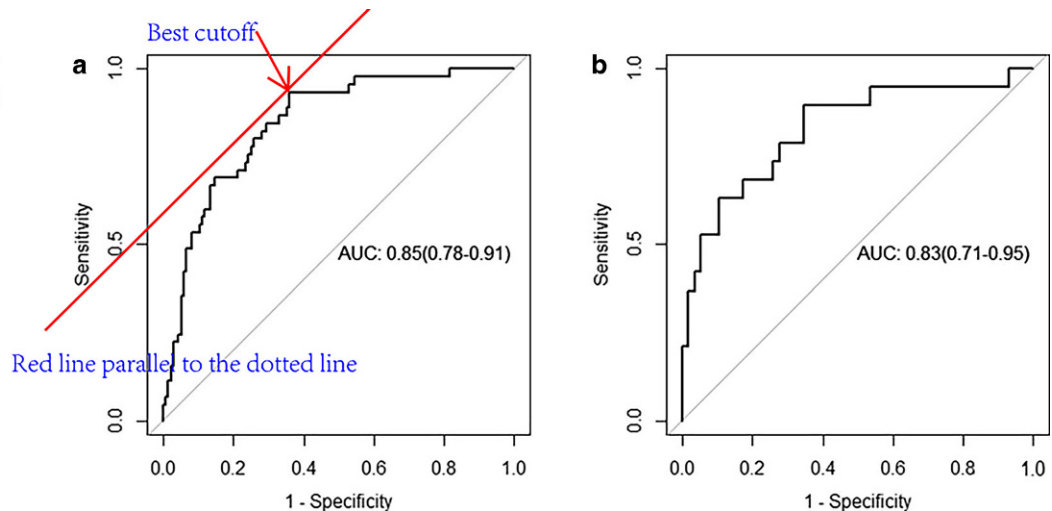 Best cutoff
a
1.0
0.5
0.0
Sensitivity
AUC: 0.85(0.78-0.91)
Red line parallel to the dotted line
0.0 0.2 0.4 0.6 0.8 1.0
1 - Specificity
b
1.0
0.5
0.0
Sensitivity
AUC: 0.83(0.71-0.95)
0.0 0.2 0.4 0.6 0.8 1.0
1 - Specificity